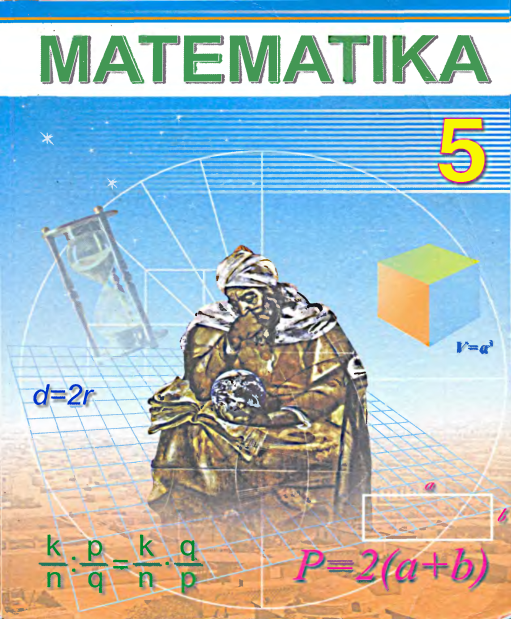 MATEMATIKA
5
V=a³
d=2r
a
b
k/n : p/q = k/n · q/p
P=2(a+b)